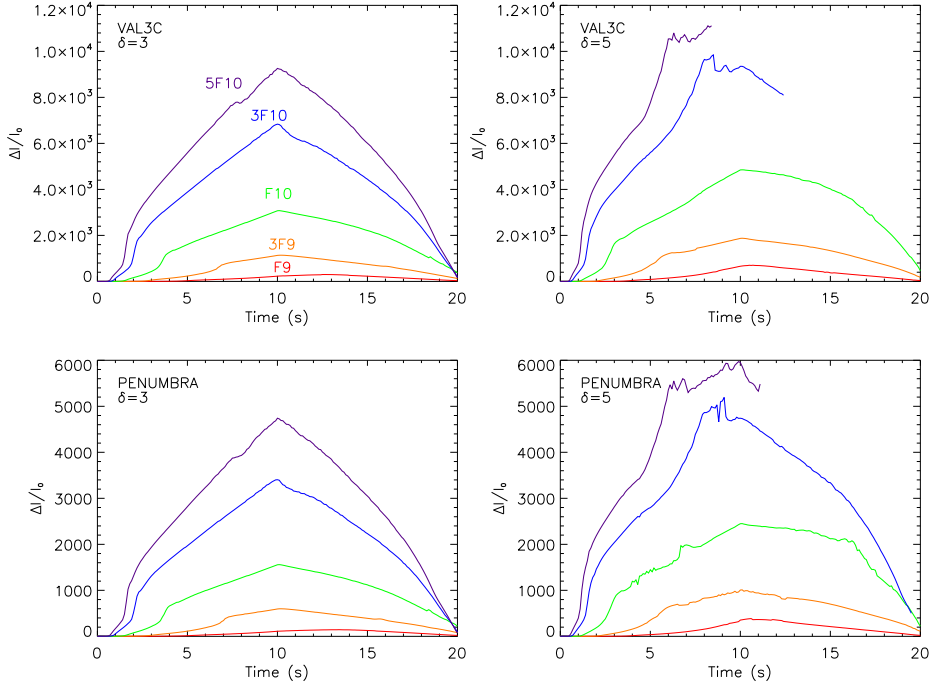 VAL3C
δ=3
5F10
3F10
F10
3F9
F9
1.2×10⁴
1.0×10⁴
8.0×10³
6.0×10³
4.0×10³
2.0×10³
0
ΔI/I₀
0 5 10 15 20
Time (s)
VAL3C
δ=5
1.2×10⁴
1.0×10⁴
8.0×10³
6.0×10³
4.0×10³
2.0×10³
0
ΔI/I₀
0 5 10 15 20
Time (s)
PENUMBRA
δ=3
6000
5000
4000
3000
2000
1000
0
ΔI/I₀
0 5 10 15 20
Time (s)
PENUMBRA
δ=5
6000
5000
4000
3000
2000
1000
0
ΔI/I₀
0 5 10 15 20
Time (s)